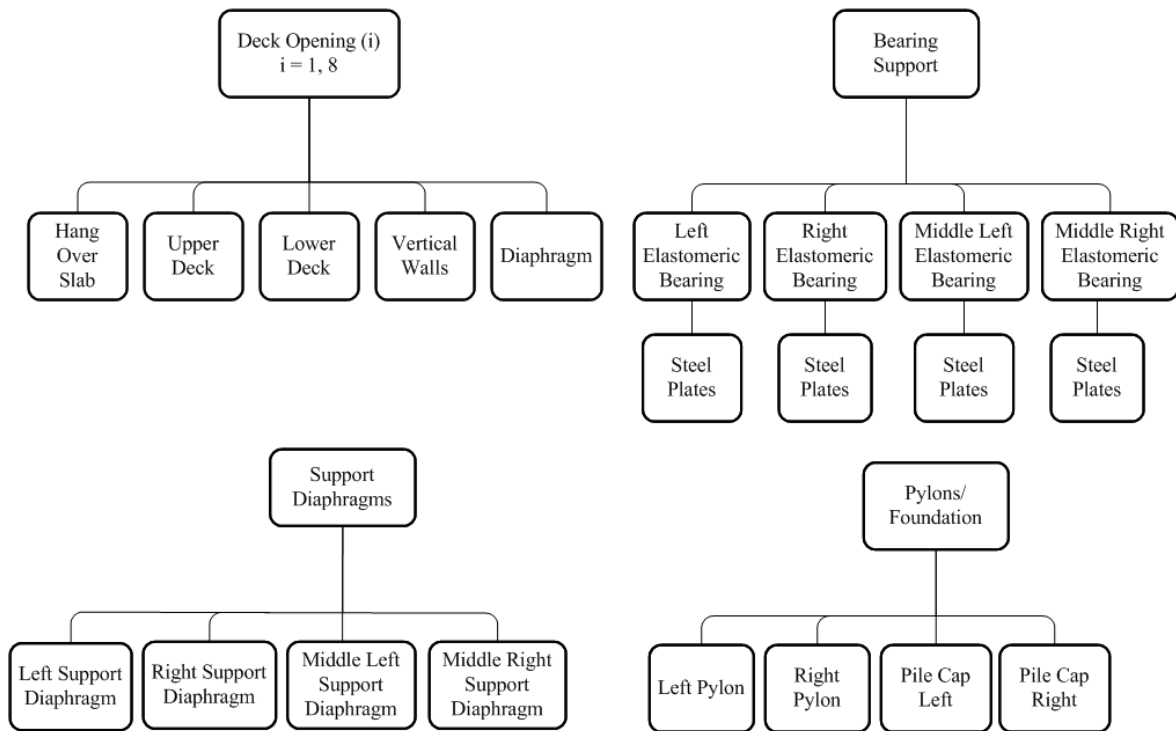 Deck Opening (i)
i = 1, 8
Hang
Over
Slab
Upper
Deck
Lower
Deck
Vertical
Walls
Diaphragm
Bearing
Support
Left
Elastomeric
Bearing
Right
Elastomeric
Bearing
Middle Left
Elastomeric
Bearing
Middle Right
Elastomeric
Bearing
Steel
Plates
Steel
Plates
Steel
Plates
Steel
Plates
Support
Diaphragms
Left Support
Diaphragm
Right Support
Diaphragm
Middle Left
Support
Diaphragm
Middle Right
Support
Diaphragm
Pylons/
Foundation
Left Pylon
Right
Pylon
Pile Cap
Left
Pile Cap
Right